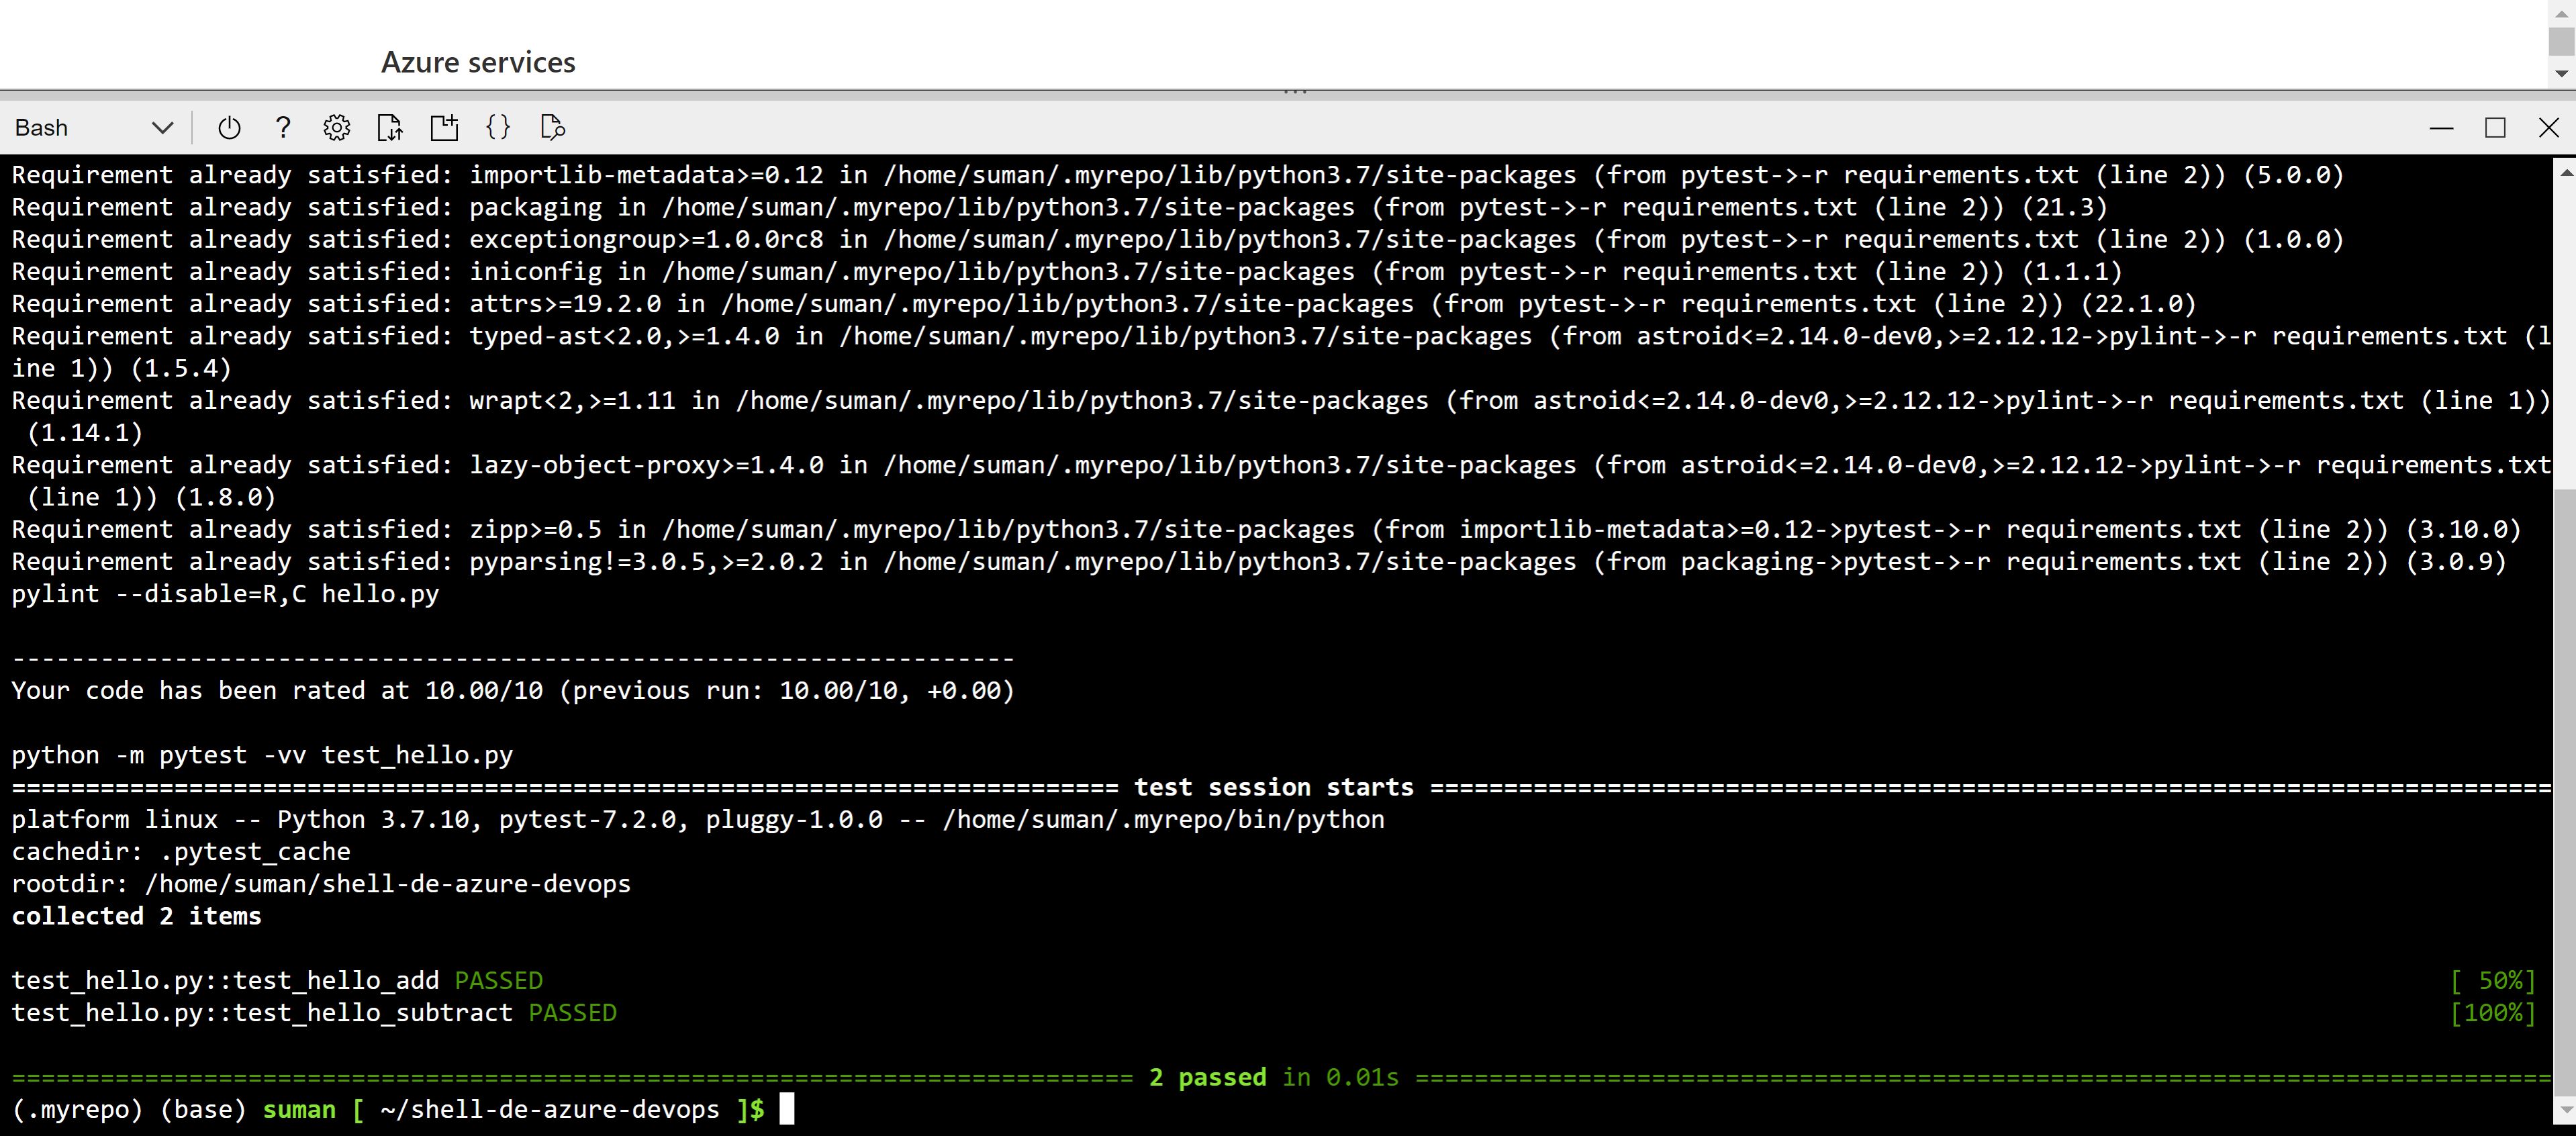 Azure services
Bash
Requirement already satisfied: importlib-metadata>=0.12 in /home/suman/.myrepo/lib/python3.7/site-packages (from pytest->-r requirements.txt (line 2)) (5.0.0)
Requirement already satisfied: packaging in /home/suman/.myrepo/lib/python3.7/site-packages (from pytest->-r requirements.txt (line 2)) (21.3)
Requirement already satisfied: exceptiongroup>=1.0.0rc8 in /home/suman/.myrepo/lib/python3.7/site-packages (from pytest->-r requirements.txt (line 2)) (1.0.0)
Requirement already satisfied: iniconfig in /home/suman/.myrepo/lib/python3.7/site-packages (from pytest->-r requirements.txt (line 2)) (1.1.1)
Requirement already satisfied: attrs>=19.2.0 in /home/suman/.myrepo/lib/python3.7/site-packages (from pytest->-r requirements.txt (line 2)) (22.1.0)
Requirement already satisfied: typed-ast<2.0,>=1.4.0 in /home/suman/.myrepo/lib/python3.7/site-packages (from astroid<=2.14.0-dev0,>=2.12.12->pylint->-r requirements.txt (l
ine 1)) (1.5.4)
Requirement already satisfied: wrapt<2,>=1.11 in /home/suman/.myrepo/lib/python3.7/site-packages (from astroid<=2.14.0-dev0,>=2.12.12->pylint->-r requirements.txt (line 1))
 (1.14.1)
Requirement already satisfied: lazy-object-proxy>=1.4.0 in /home/suman/.myrepo/lib/python3.7/site-packages (from astroid<=2.14.0-dev0,>=2.12.12->pylint->-r requirements.txt
 (line 1)) (1.8.0)
Requirement already satisfied: zipp>=0.5 in /home/suman/.myrepo/lib/python3.7/site-packages (from importlib-metadata>=0.12->pytest->-r requirements.txt (line 2)) (3.10.0)
Requirement already satisfied: pyparsing!=3.0.5,>=2.0.2 in /home/suman/.myrepo/lib/python3.7/site-packages (from packaging->pytest->-r requirements.txt (line 2)) (3.0.9)
pylint --disable=R,C hello.py
--------------------------------------------------------------------
Your code has been rated at 10.00/10 (previous run: 10.00/10, +0.00)
python -m pytest -vv test_hello.py
=========================================================================== test session starts ============================================================================
platform linux -- Python 3.7.10, pytest-7.2.0, pluggy-1.0.0 -- /home/suman/.myrepo/bin/python
cachedir: .pytest_cache
rootdir: /home/suman/shell-de-azure-devops
collected 2 items
test_hello.py::test_hello_add PASSED [ 50%]
test_hello.py::test_hello_subtract PASSED [100%]
============================================================================ 2 passed in 0.01s =============================================================================
(.myrepo) (base) suman [ ~/shell-de-azure-devops ]$